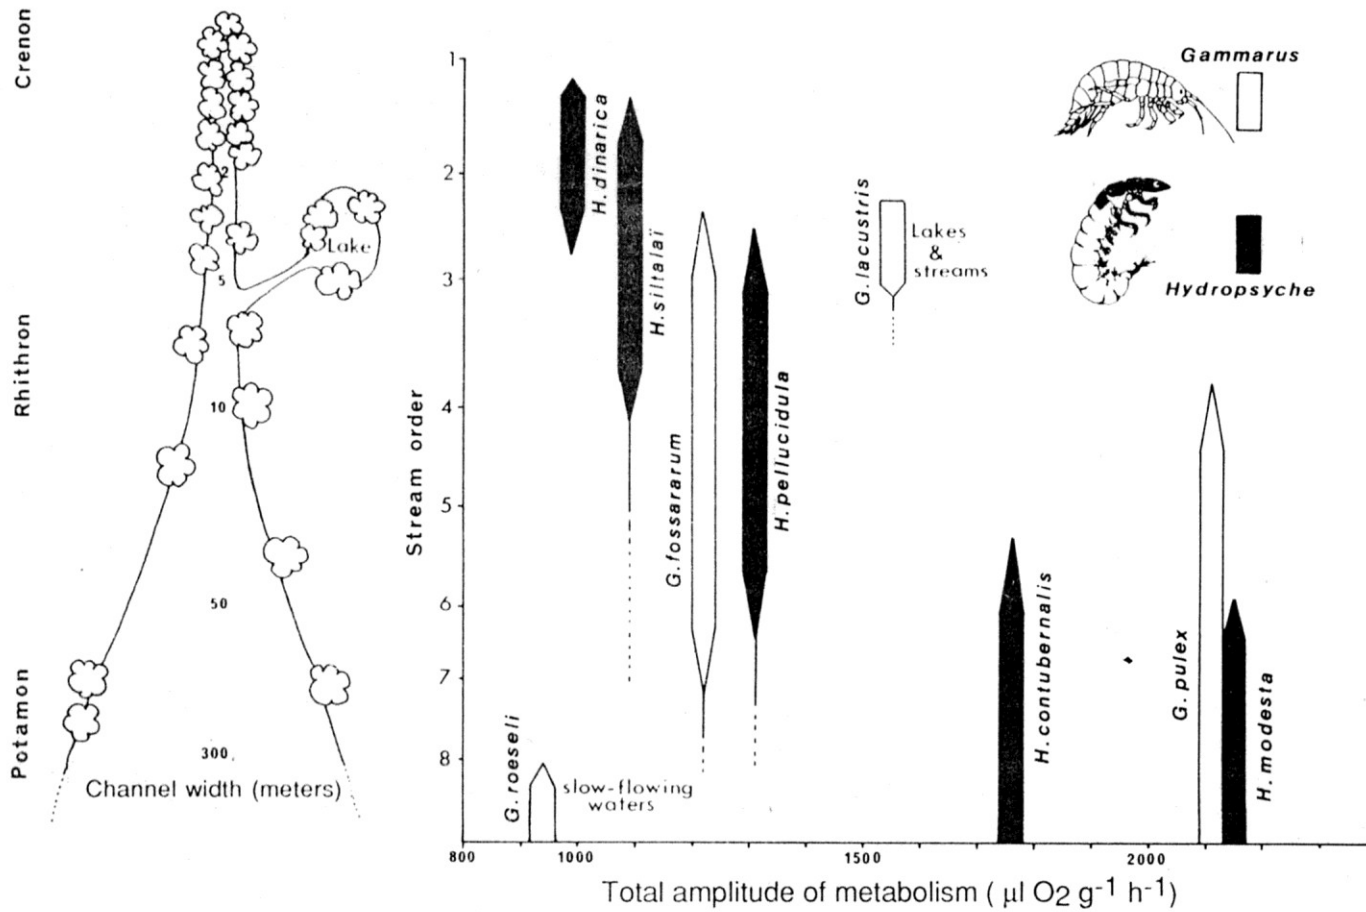 Crenon
Rhithron
Potamon
2
Lake
5
10
50
300
Channel width (meters)
Stream order
1
2
3
4
5
6
7
8
H. dinarica
H. siltalaï
G. fossararum
H. pellucidula
G. lacustris
Lakes
&
streams
Gammarus
Hydropsyche
G. roeseli
slow-flowing
waters
H. contubernalis
G. pulex
H. modesta
800
1000
1500
2000
Total amplitude of metabolism ( µl O2 g-1 h-1)